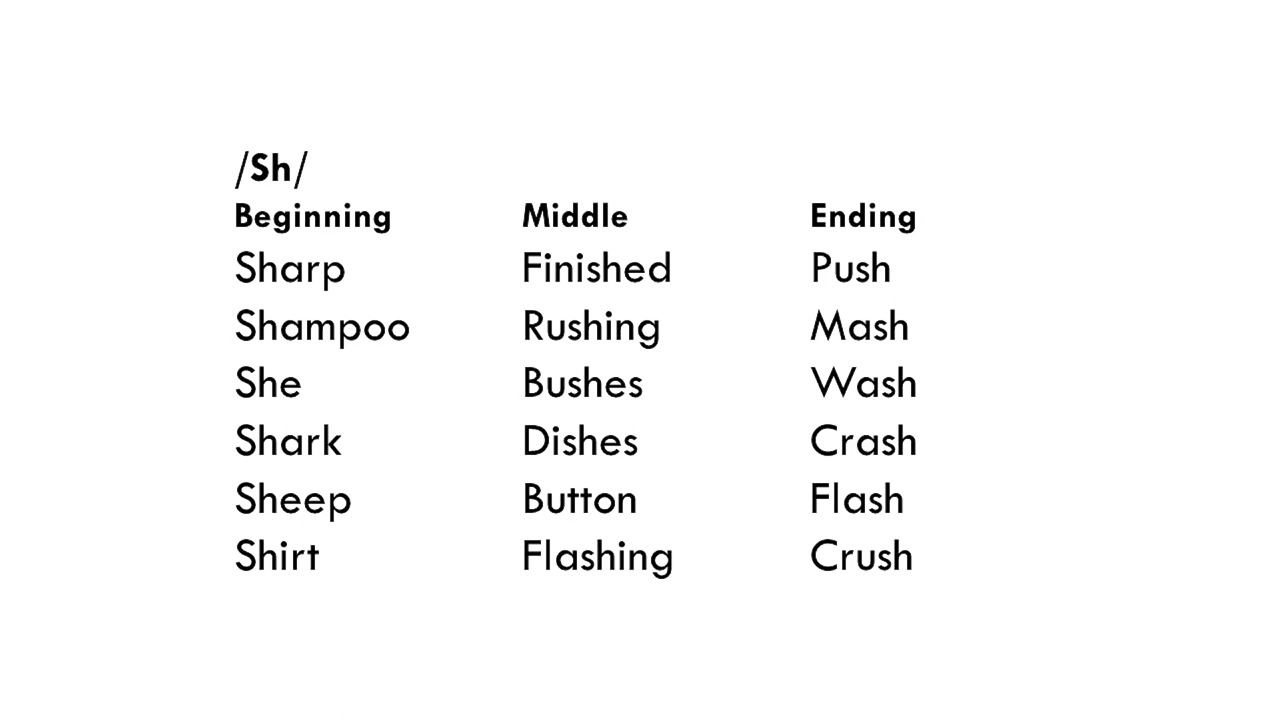 /Sh/
Beginning Middle Ending
Sharp Finished Push
Shampoo Rushing Mash
She Bushes Wash
Shark Dishes Crash
Sheep Button Flash
Shirt Flashing Crush